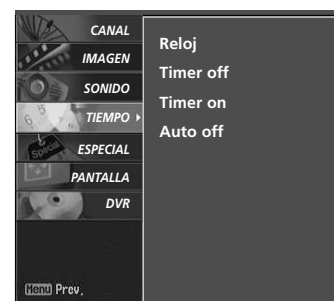 CANAL
IMAGEN
SONIDO
TIEMPO
ESPECIAL
PANTALLA
DVR
Menu Prev.
Reloj
Timer off
Timer on
Auto off